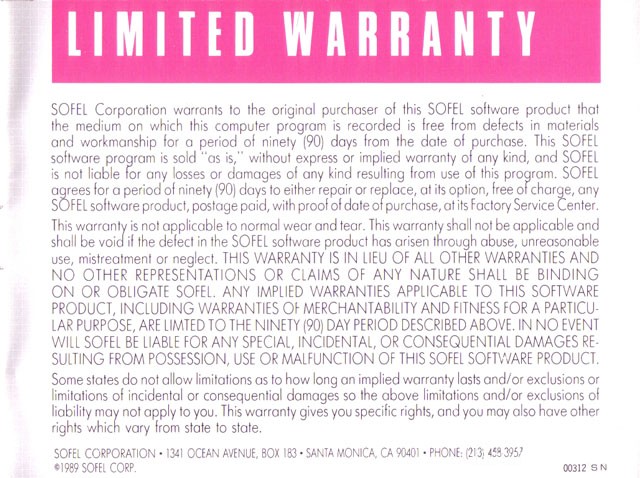 LIMITED WARRANTY
SOFEL Corporation warrants to the original purchaser of this SOFEL software product that
the medium on which this computer program is recorded is free from defects in materials
and workmanship for a period of ninety (90) days from the date of purchase. This SOFEL
software program is sold "as is," without express or implied warranty of any kind, and SOFEL
is not liable for any losses or damages of any kind resulting from use of this program. SOFEL
agrees for a period of ninety (90) days to either repair or replace, at its option, free of charge, any
SOFEL software product, postage paid, with proof of date of purchase, at its Factory Service Center.
This warranty is not applicable to normal wear and tear. This warranty shall not be applicable and
shall be void if the defect in the SOFEL software product has arisen through abuse, unreasonable
use, mistreatment or neglect. THIS WARRANTY IS IN LIEU OF ALL OTHER WARRANTIES AND
NO OTHER REPRESENTATIONS OR CLAIMS OF ANY NATURE SHALL BE BINDING
ON OR OBLIGATE SOFEL. ANY IMPLIED WARRANTIES APPLICABLE TO THIS SOFTWARE
PRODUCT, INCLUDING WARRANTIES OF MERCHANTABILITY AND FITNESS FOR A PARTICU-
LAR PURPOSE, ARE LIMTED TO THE NINETY (90) DAY PERIOD DESCRIBED ABOVE. IN NO EVENT
WILL SOFEL BE LIABLE FOR ANY SPECIAL, INCIDENTAL, OR CONSEQUENTIAL DAMAGES RE-
SULTING FROM POSSESSION, USE OR MALFUNCTION OF THIS SOFEL SOFTWARE PRODUCT.
Some states do not allow limitations as to how long an implied warranty lasts and/or exclusions or
limitations of incidental or consequential damages so the above limitations and/or exclusions of
liability may not apply to you. This warranty gives you specific rights, and you may also have other
rights which vary from state to state.
SOFEL CORPORATION • 1341 OCEAN AVENUE, BOX 183 • SANTA MONICA, CA 90401 • PHONE: (213) 458 3957
©1989 SOFEL CORP. 00312 S N